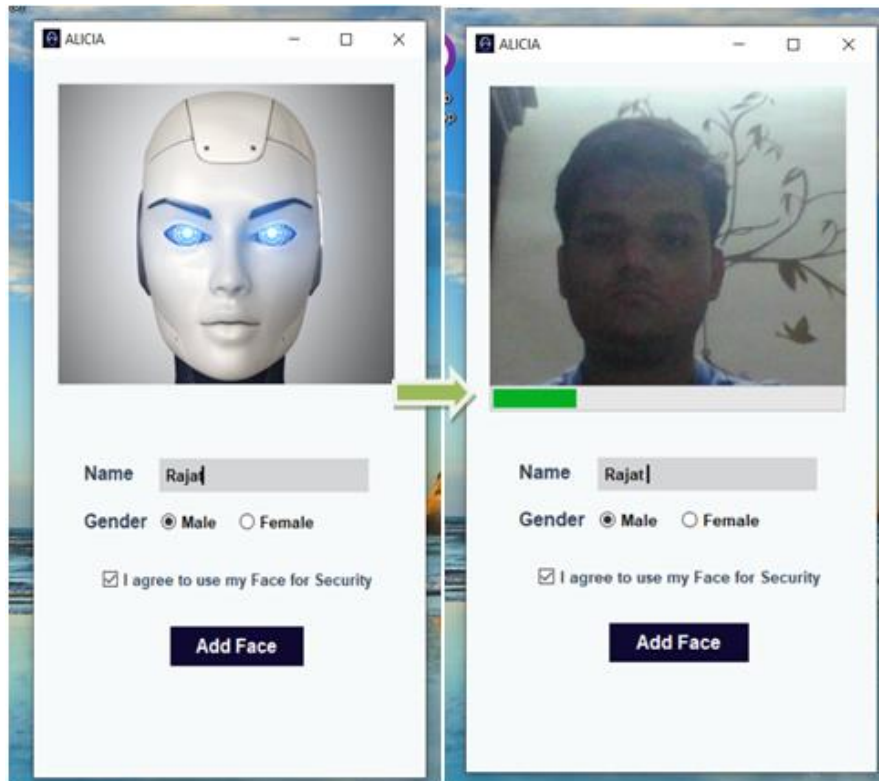 ALICIA
Name Rajat
Gender Male Female
I agree to use my Face for Security
Add Face
ALICIA
Name Rajat
Gender Male Female
I agree to use my Face for Security
Add Face